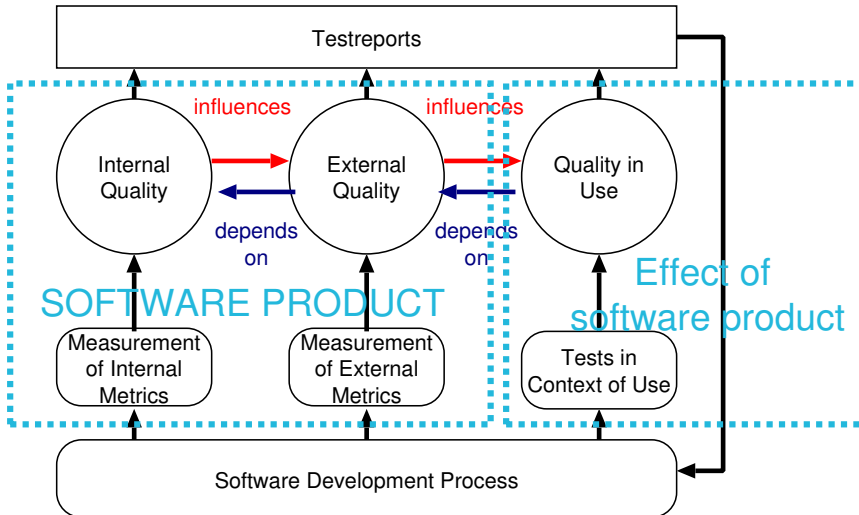 Testreports
influences
influences
Internal
Quality
External
Quality
Quality in
Use
depends
on
depends
on
SOFTWARE PRODUCT
Effect of
software product
Measurement
of Internal
Metrics
Measurement
of External
Metrics
Tests in
Context of Use
Software Development Process